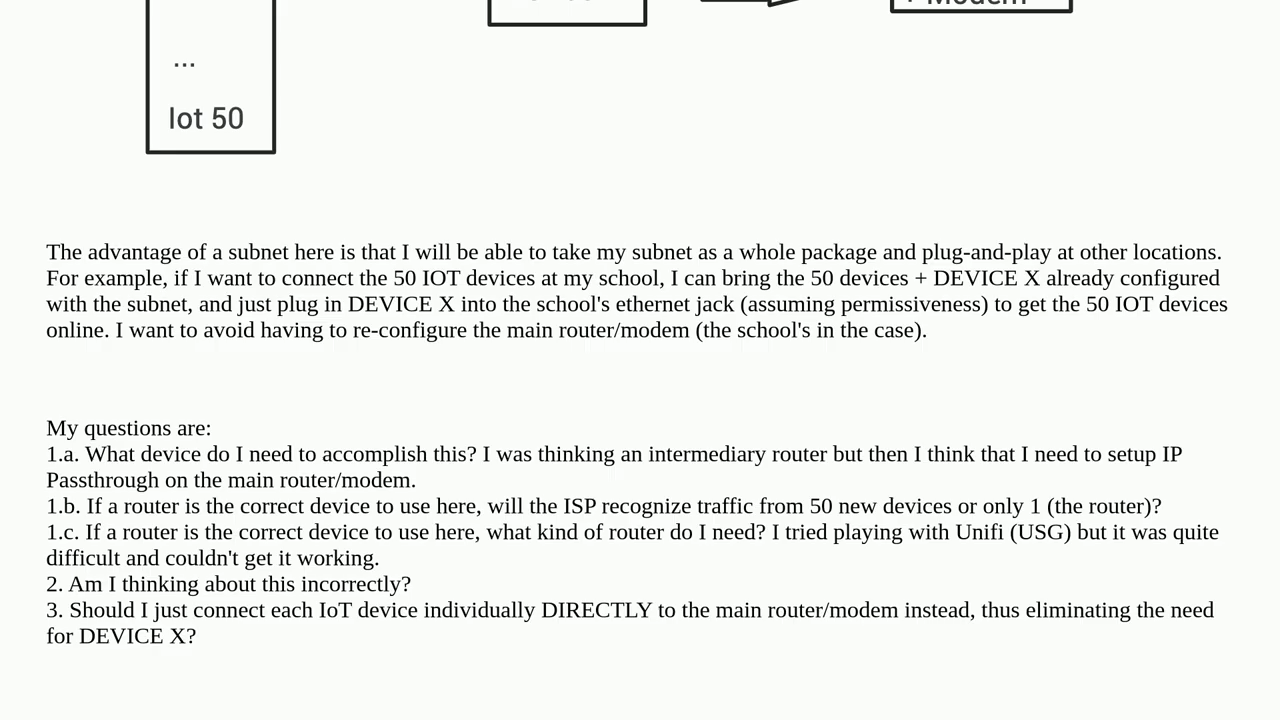 ...
Iot 50
The advantage of a subnet here is that I will be able to take my subnet as a whole package and plug-and-play at other locations.
For example, if I want to connect the 50 IOT devices at my school, I can bring the 50 devices + DEVICE X already configured
with the subnet, and just plug in DEVICE X into the school's ethernet jack (assuming permissiveness) to get the 50 IOT devices
online. I want to avoid having to re-configure the main router/modem (the school's in the case).
My questions are:
1.a. What device do I need to accomplish this? I was thinking an intermediary router but then I think that I need to setup IP
Passthrough on the main router/modem.
1.b. If a router is the correct device to use here, will the ISP recognize traffic from 50 new devices or only 1 (the router)?
1.c. If a router is the correct device to use here, what kind of router do I need? I tried playing with Unifi (USG) but it was quite
difficult and couldn't get it working.
2. Am I thinking about this incorrectly?
3. Should I just connect each IoT device individually DIRECTLY to the main router/modem instead, thus eliminating the need
for DEVICE X?